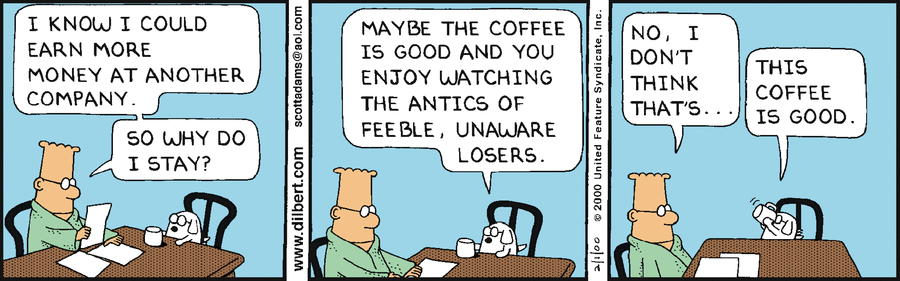 I KNOW I COULD
EARN MORE
MONEY AT ANOTHER
COMPANY.
SO WHY DO
I STAY?
www.dilbert.com scottadams@aol.com
MAYBE THE COFFEE
IS GOOD AND YOU
ENJOY WATCHING
THE ANTICS OF
FEEBLE, UNAWARE
LOSERS.
2/1/00 © 2000 United Feature Syndicate, Inc.
NO, I
DON'T
THINK
THAT'S...
THIS
COFFEE
IS GOOD.